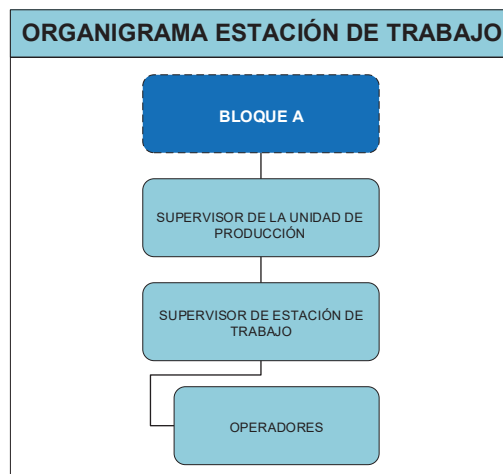 ORGANIGRAMA ESTACIÓN DE TRABAJO
BLOQUE A
SUPERVISOR DE LA UNIDAD DE
PRODUCCIÓN
SUPERVISOR DE ESTACIÓN DE
TRABAJO
OPERADORES